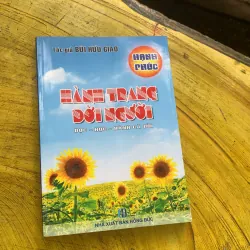 Tác giả BÙI HỮU GIAO
HẠNH
PHÚC
HÀNH TRANG
ĐỜI NGƯỜI
NHÀ XUẤT BẢN HỒNG ĐỨC